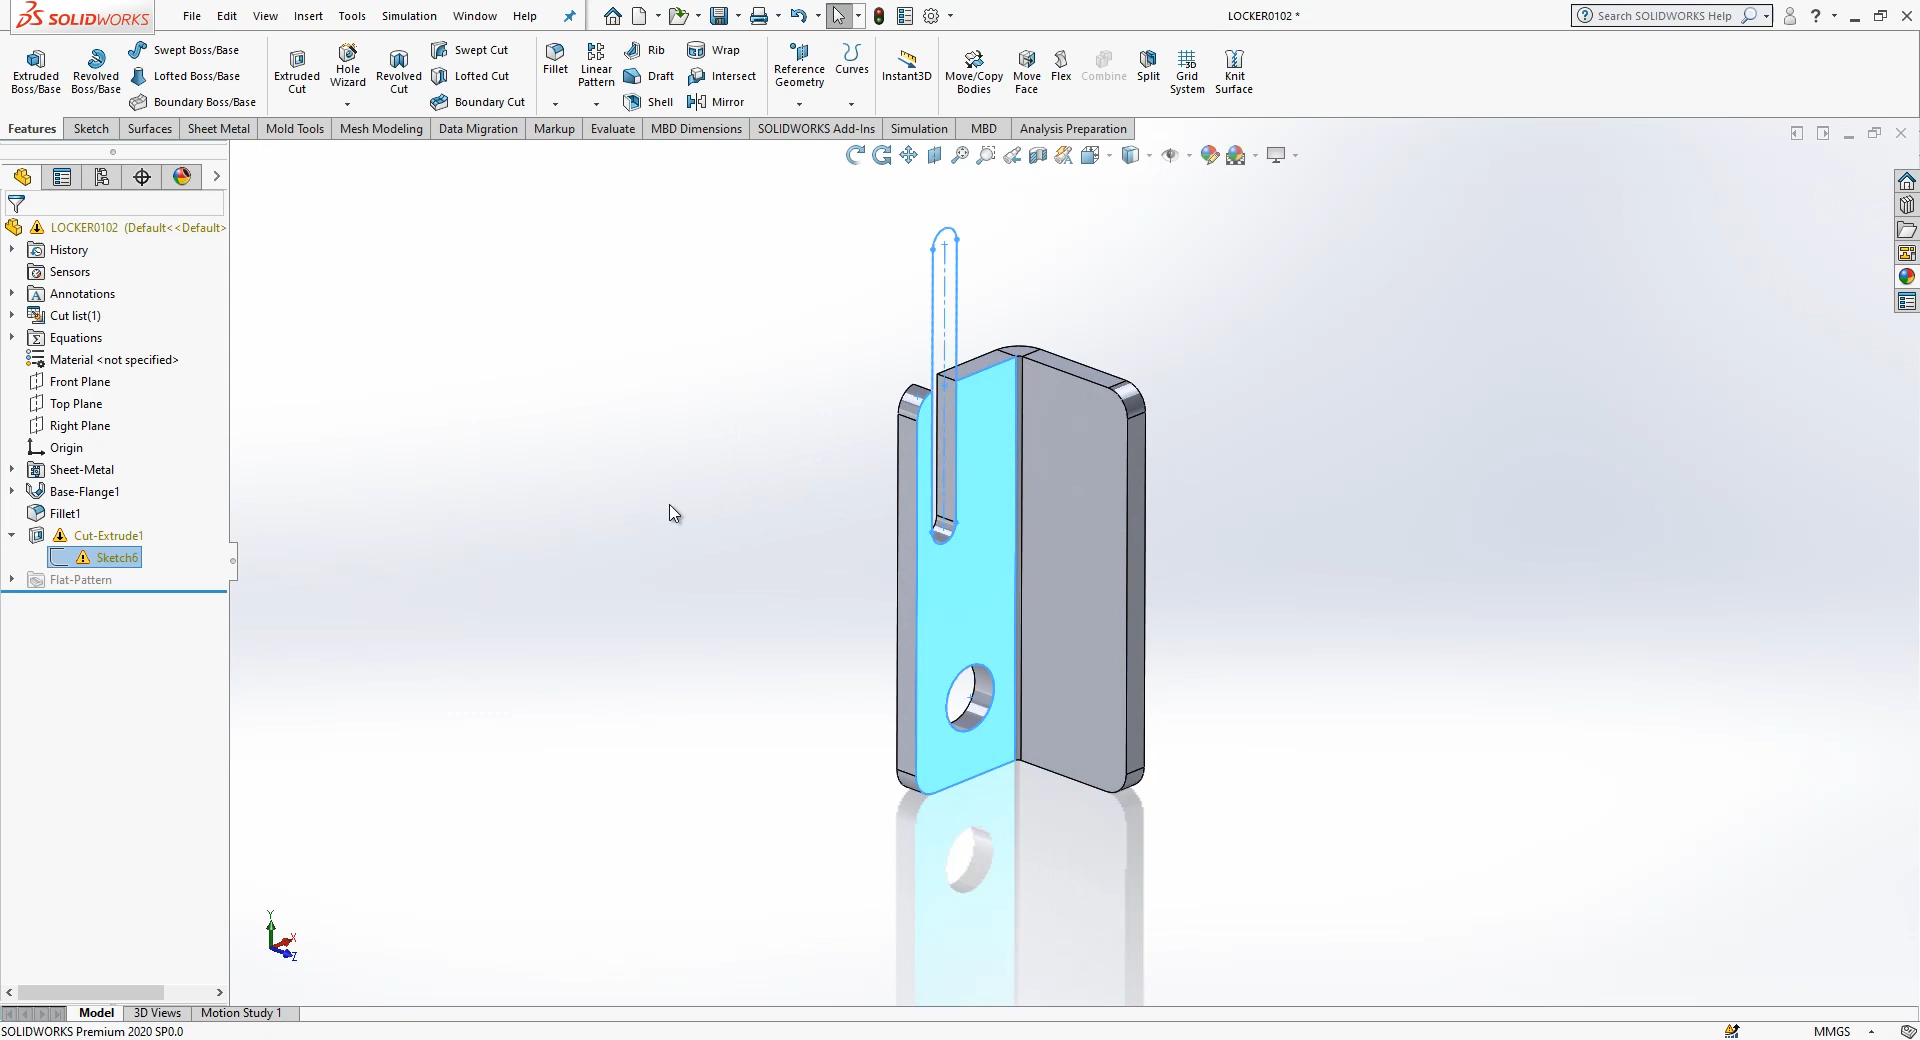 SOLIDWORKS File Edit View Insert Tools Simulation Window Help LOCKER0102 * Search SOLIDWORKS Help
Extruded Boss/Base
Revolved Boss/Base
Swept Boss/Base
Lofted Boss/Base
Boundary Boss/Base
Extruded Cut
Hole Wizard
Revolved Cut
Swept Cut
Lofted Cut
Boundary Cut
Fillet
Linear Pattern
Rib
Draft
Shell
Wrap
Intersect
Mirror
Reference Geometry
Curves
Instant3D
Move/Copy Bodies
Move Face
Flex
Combine
Split
Grid System
Knit Surface
Features Sketch Surfaces Sheet Metal Mold Tools Mesh Modeling Data Migration Markup Evaluate MBD Dimensions SOLIDWORKS Add-Ins Simulation MBD Analysis Preparation
LOCKER0102 (Default<<Default>
History
Sensors
Annotations
Cut list(1)
Equations
Material <not specified>
Front Plane
Top Plane
Right Plane
Origin
Sheet-Metal
Base-Flange1
Fillet1
Cut-Extrude1
Sketch6
Flat-Pattern
Y
X
Z
Model 3D Views Motion Study 1
SOLIDWORKS Premium 2020 SP0.0 MMGS